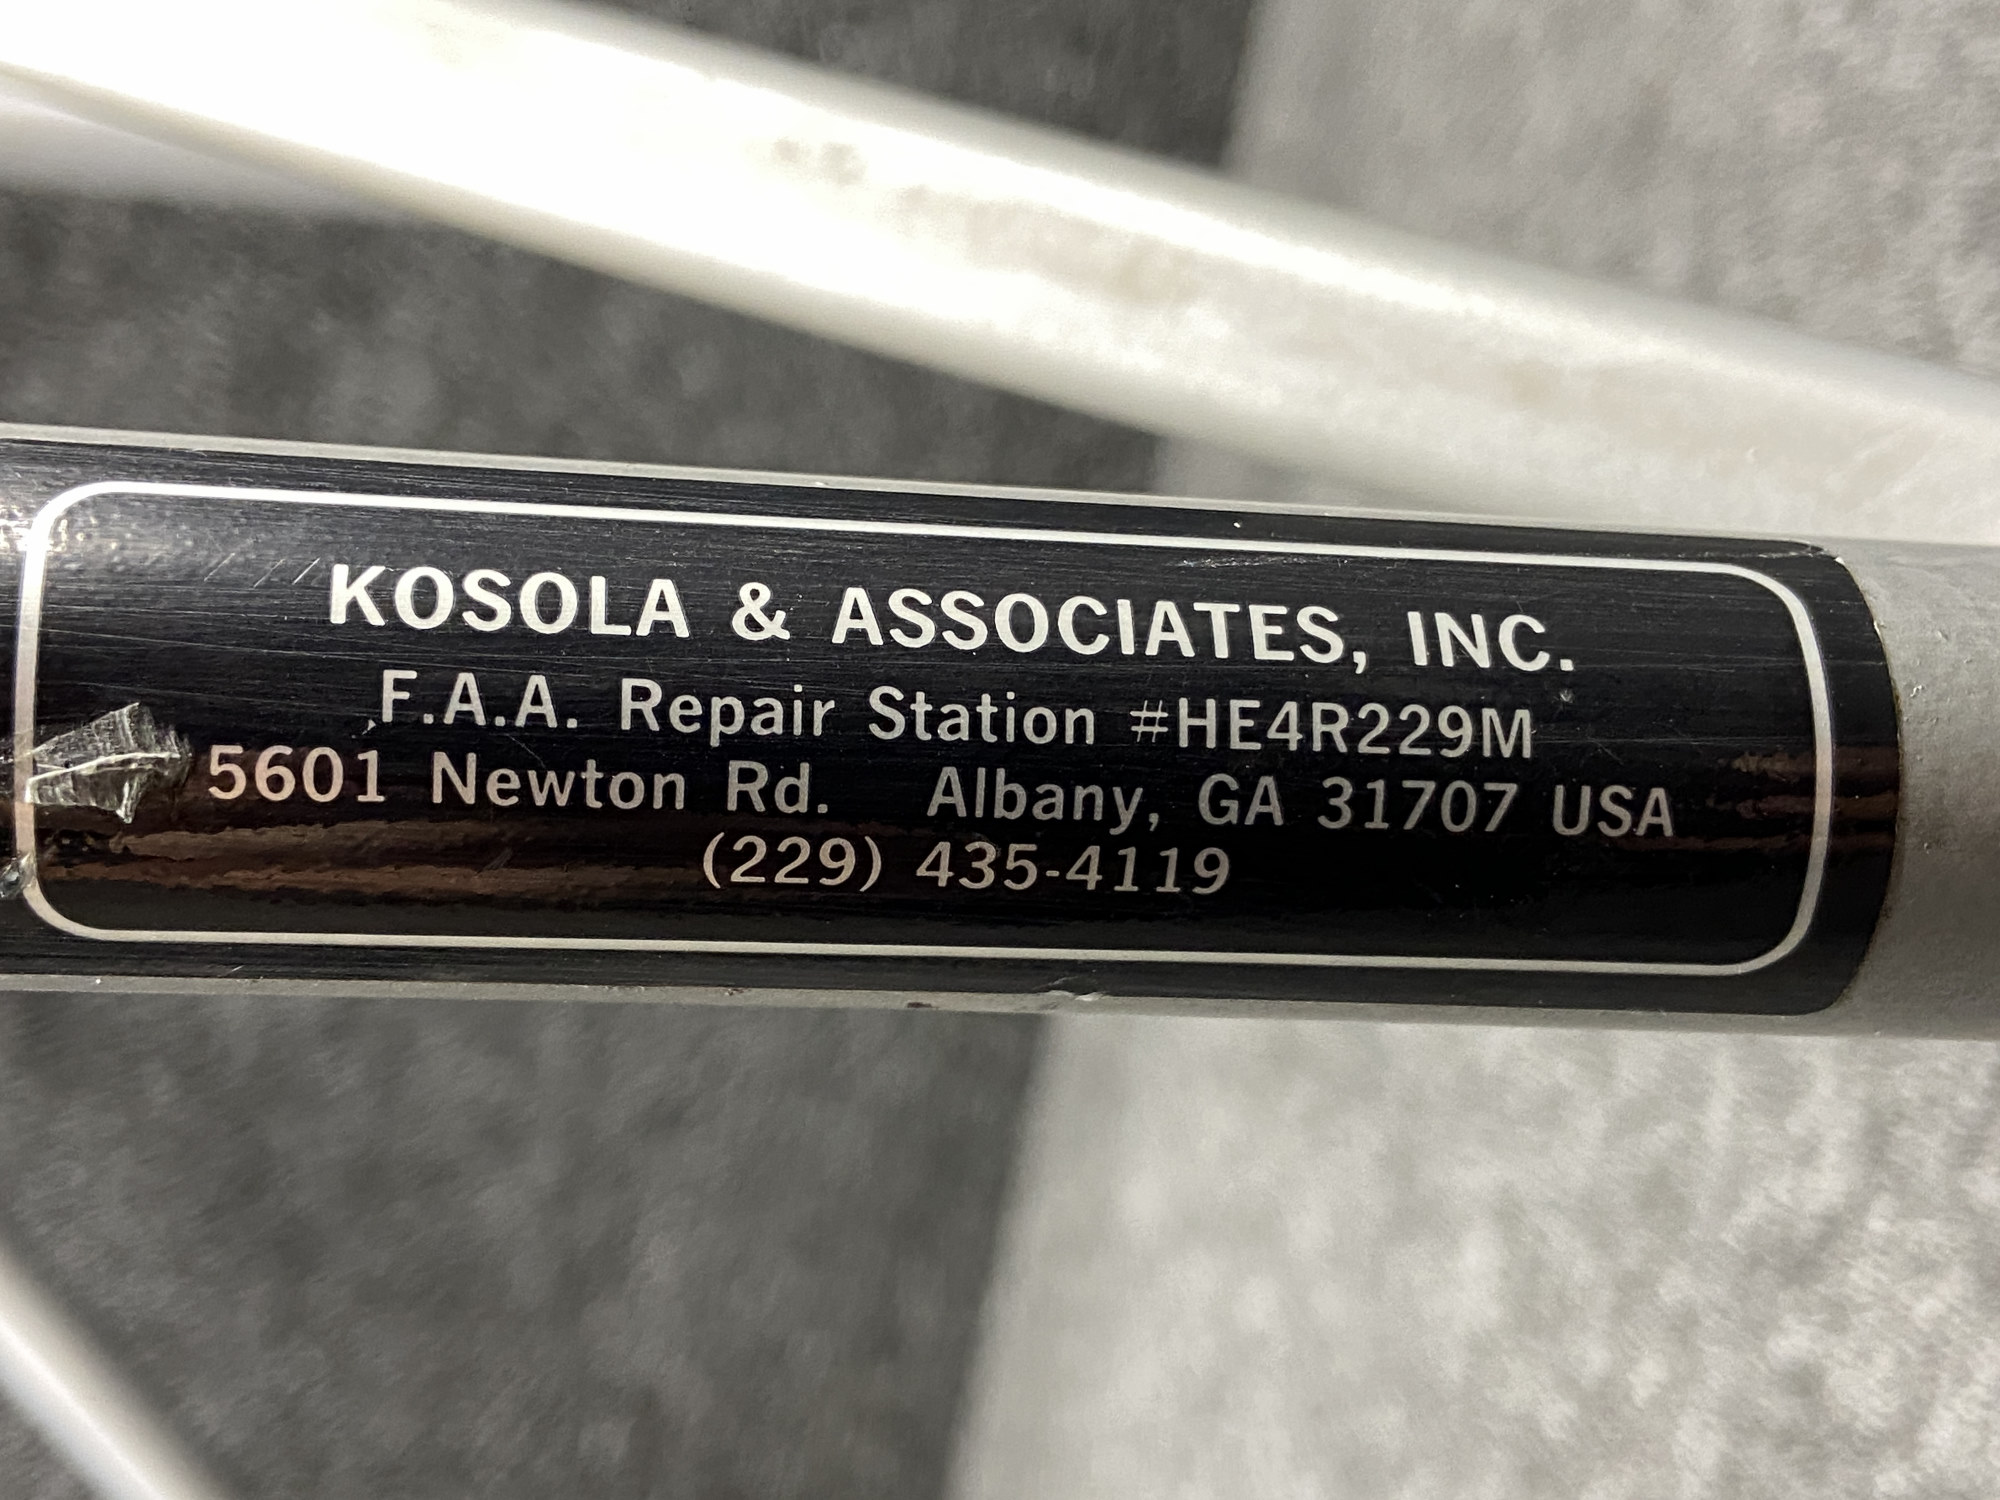 KOSOLA & ASSOCIATES, INC.
F.A.A. Repair Station #HE4R229M
5601 Newton Rd. Albany, GA 31707 USA
(229) 435-4119